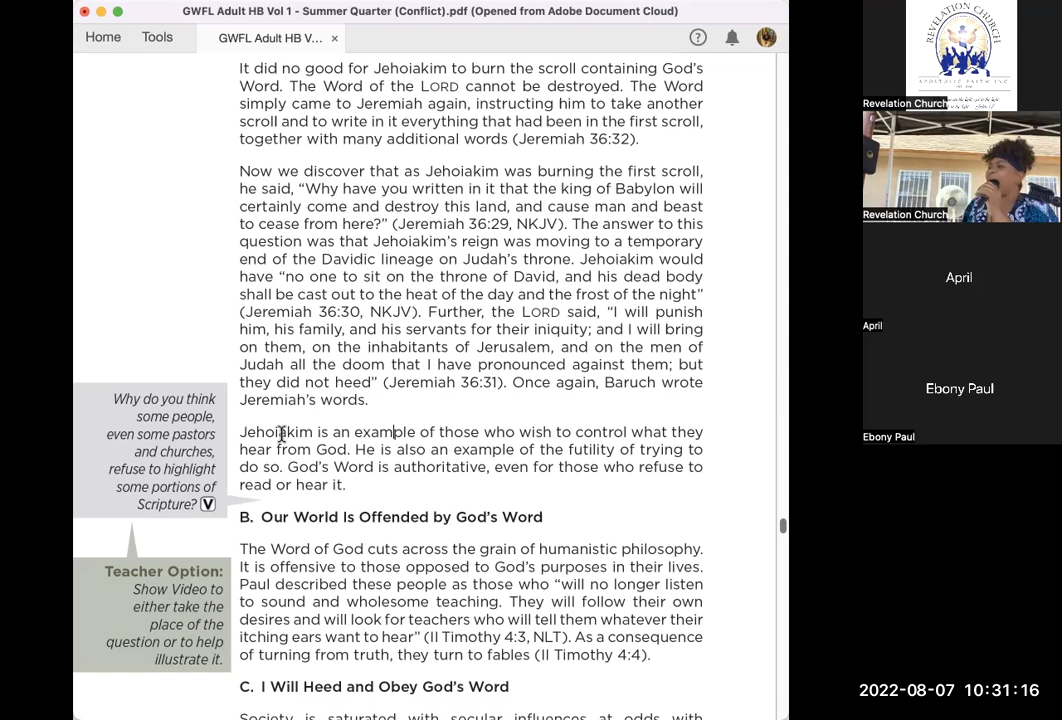 GWFL Adult HB Vol 1 - Summer Quarter (Conflict).pdf (Opened from Adobe Document Cloud)
Home Tools GWFL Adult HB V... ×
It did no good for Jehoiakim to burn the scroll containing God's
Word. The Word of the LORD cannot be destroyed. The Word
simply came to Jeremiah again, instructing him to take another
scroll and to write in it everything that had been in the first scroll,
together with many additional words (Jeremiah 36:32).
Now we discover that as Jehoiakim was burning the first scroll,
he said, “Why have you written in it that the king of Babylon will
certainly come and destroy this land, and cause man and beast
to cease from here?” (Jeremiah 36:29, NKJV). The answer to this
question was that Jehoiakim's reign was moving to a temporary
end of the Davidic lineage on Judah's throne. Jehoiakim would
have “no one to sit on the throne of David, and his dead body
shall be cast out to the heat of the day and the frost of the night”
(Jeremiah 36:30, NKJV). Further, the LORD said, “I will punish
him, his family, and his servants for their iniquity; and I will bring
on them, on the inhabitants of Jerusalem, and on the men of
Judah all the doom that I have pronounced against them; but
they did not heed” (Jeremiah 36:31). Once again, Baruch wrote
Jeremiah's words.
Why do you think
some people,
even some pastors
and churches,
refuse to highlight
some portions of
Scripture? V
Jehoiakim is an example of those who wish to control what they
hear from God. He is also an example of the futility of trying to
do so. God's Word is authoritative, even for those who refuse to
read or hear it.
B. Our World Is Offended by God's Word
Teacher Option:
Show Video to
either take the
place of the
question or to help
illustrate it.
The Word of God cuts across the grain of humanistic philosophy.
It is offensive to those opposed to God's purposes in their lives.
Paul described these people as those who “will no longer listen
to sound and wholesome teaching. They will follow their own
desires and will look for teachers who will tell them whatever their
itching ears want to hear” (II Timothy 4:3, NLT). As a consequence
of turning from truth, they turn to fables (II Timothy 4:4).
C. I Will Heed and Obey God's Word
Society is saturated with secular influences at odds with
REVELATION CHURCH
APOSTOLIC FAITH INC
Revelation Church
Revelation Church
April
April
Ebony Paul
Ebony Paul
2022-08-07 10:31:16